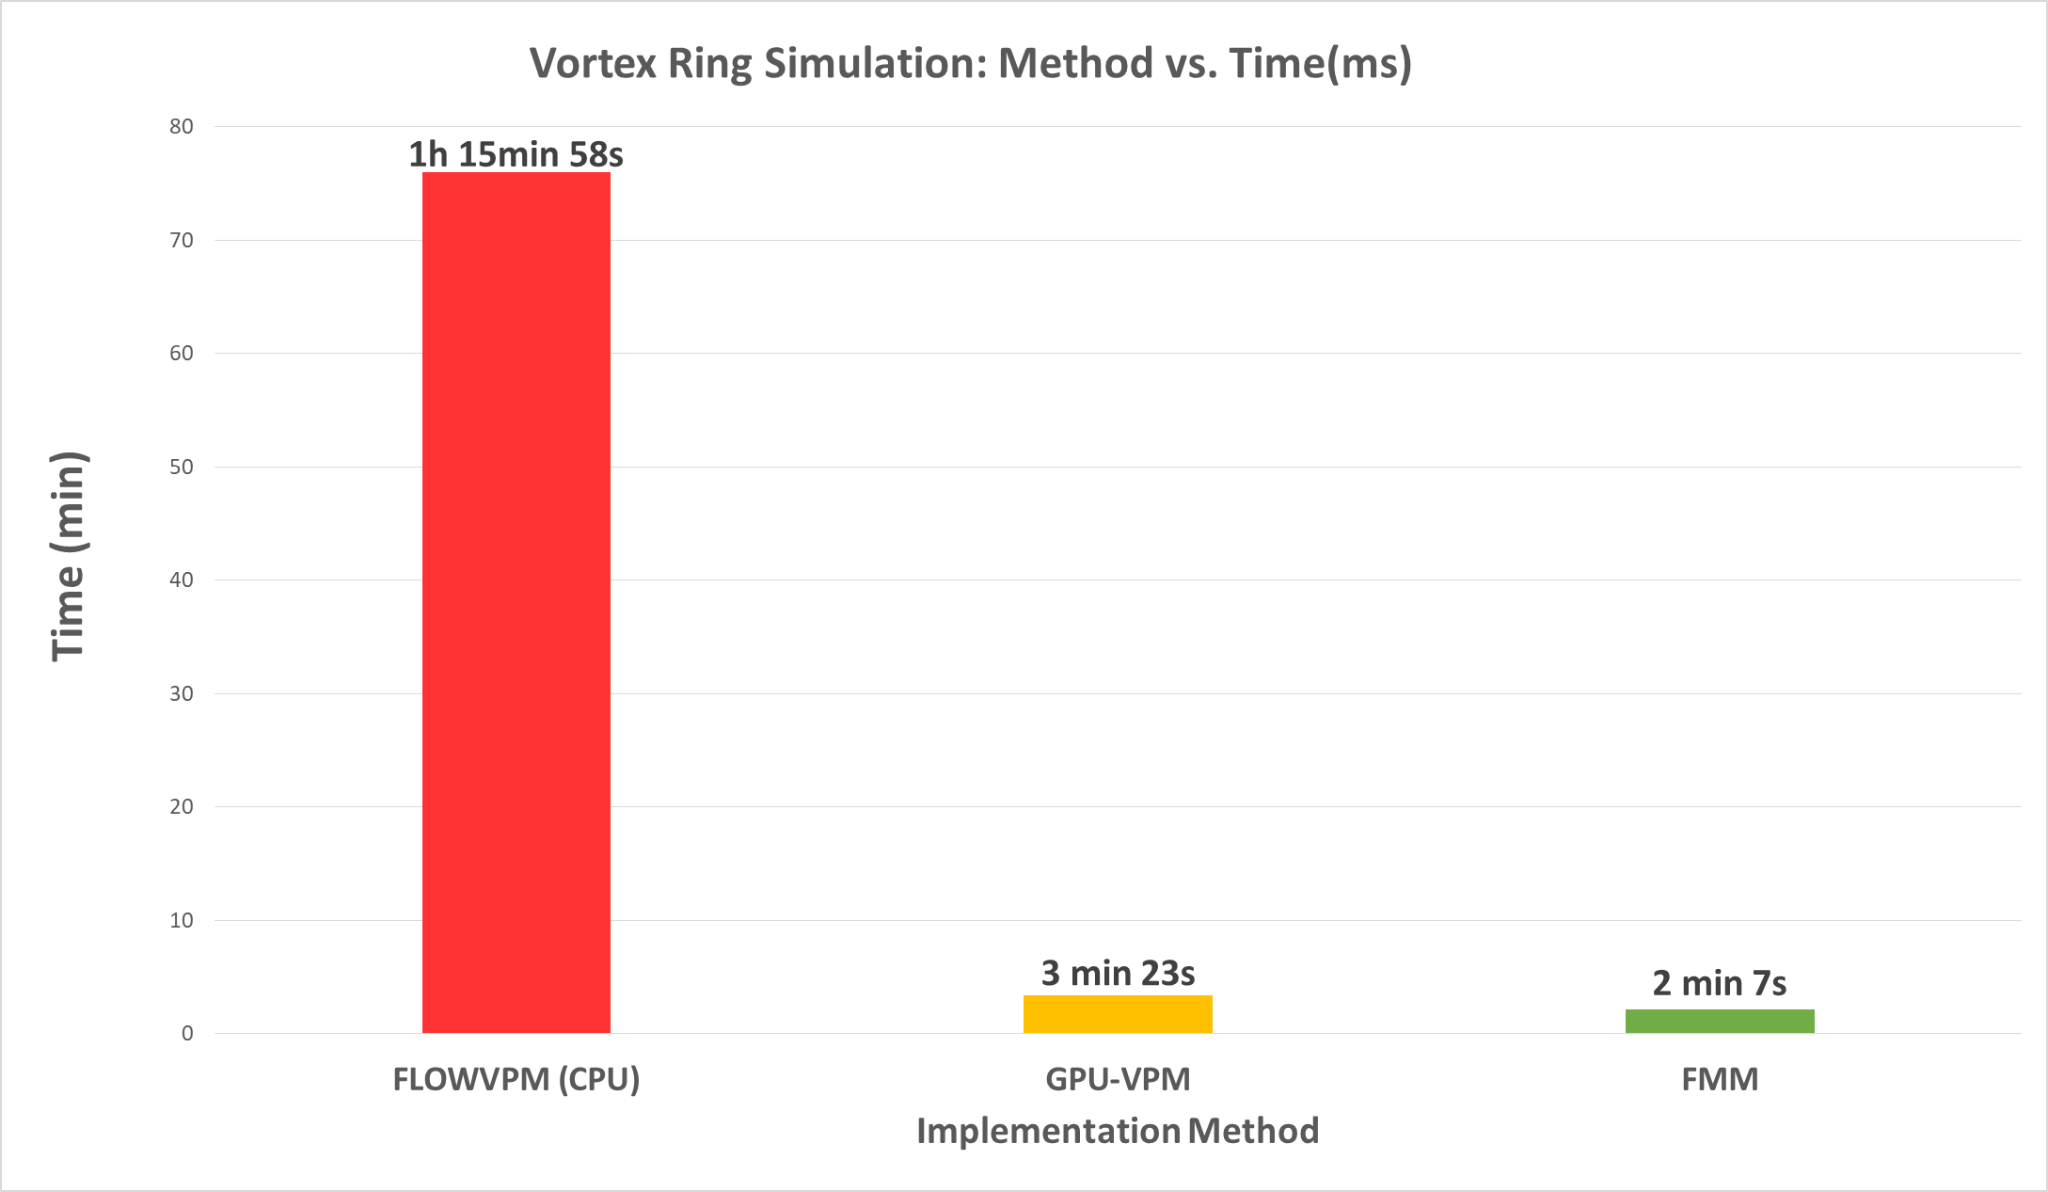 Vortex Ring Simulation: Method vs. Time(ms)
Time (min)
80
70
60
50
40
30
20
10
0
1h 15min 58s
3 min 23s
2 min 7s
FLOWVPM (CPU)
GPU-VPM
FMM
Implementation Method